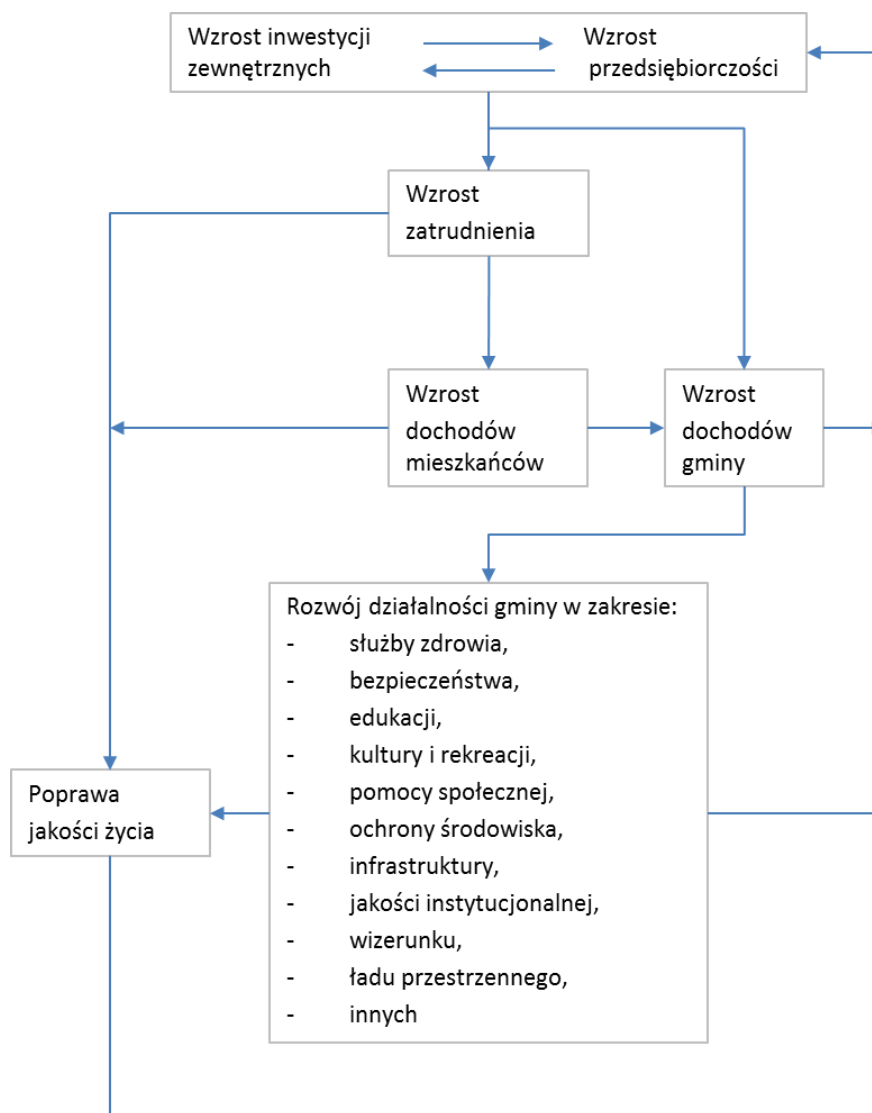 Wzrost inwestycji
zewnętrznych
Wzrost
przedsiębiorczości
Wzrost
zatrudnienia
Wzrost
dochodów
mieszkańców
Wzrost
dochodów
gminy
Rozwój działalności gminy w zakresie:
- służby zdrowia,
- bezpieczeństwa,
- edukacji,
- kultury i rekreacji,
- pomocy społecznej,
- ochrony środowiska,
- infrastruktury,
- jakości instytucjonalnej,
- wizerunku,
- ładu przestrzennego,
- innych
Poprawa
jakości życia